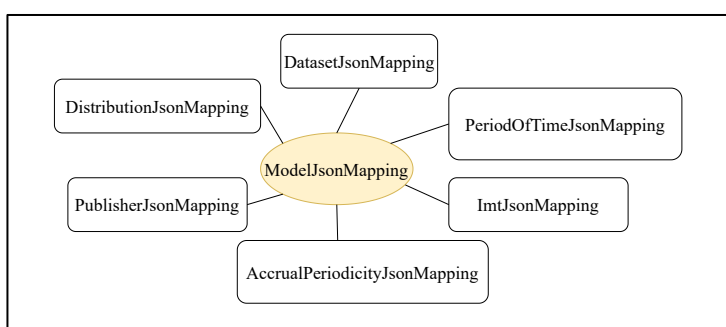 DatasetJsonMapping
DistributionJsonMapping
PeriodOfTimeJsonMapping
ModelJsonMapping
PublisherJsonMapping
ImtJsonMapping
AccrualPeriodicityJsonMapping